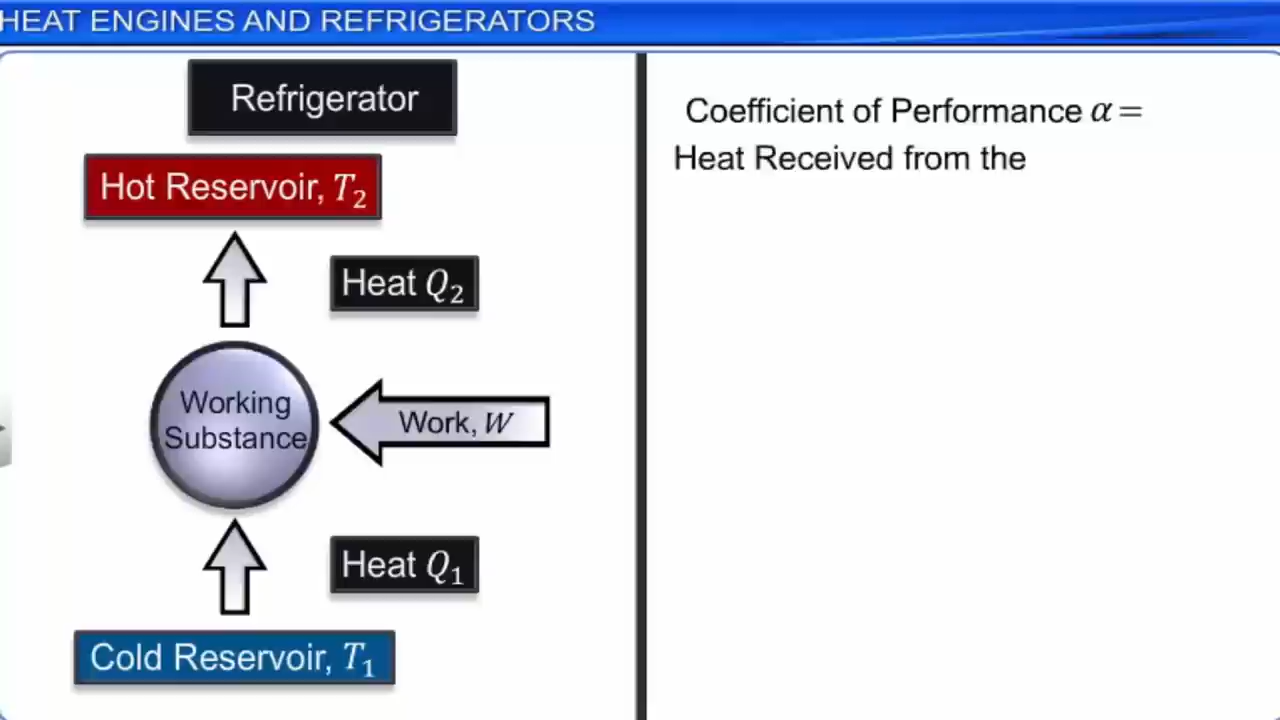 HEAT ENGINES AND REFRIGERATORS
Refrigerator
Hot Reservoir, T₂
Heat Q₂
Working
Substance
Work, W
Heat Q₁
Cold Reservoir, T₁
Coefficient of Performance α =
Heat Received from the